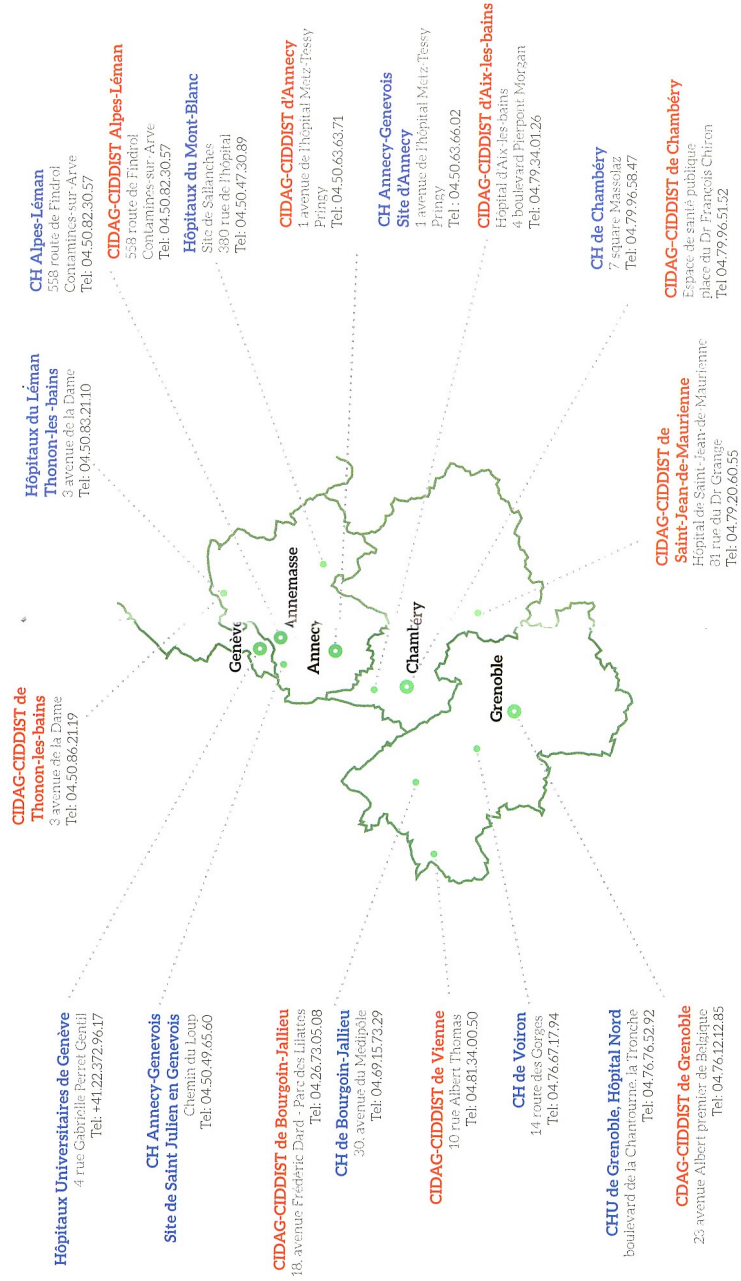 Hôpitaux Universitaires de Genève
4 rue Gabrielle Perret Gentil
Tel: +41.22.372.96.17
CH Annecy-Genevois
Site de Saint Julien en Genevois
Chemin du Loup
Tel: 04.50.49.65.60
CIDAG-CIDDIST de Bourgoin-Jallieu
18, avenue Frédéric Dard - Parc des Lilattes
Tel: 04.26.73.05.08
CH de Bourgoin-Jallieu
30, avenue du Medipôle
Tel: 04.69.15.73.29
CIDAG-CIDDIST de Vienne
10 rue Albert Thomas
Tel: 04.81.34.00.50
CH de Voiron
14 route des Gorges
Tel: 04.76.67.17.94
CHU de Grenoble, Hôpital Nord
boulevard de la Chantourne, la Tronche
Tel: 04.76.76.52.92
CDAG-CIDDIST de Grenoble
23 avenue Albert premier de Belgique
Tel: 04.76.12.12.85
CIDAG-CIDDIST de
Thonon-les-bains
3 avenue de la Dame
Tel: 04.50.86.21.19
Genève
Annemasse
Annecy
Chambéry
Grenoble
Hôpitaux du Léman
Thonon-les -bains
3 avenue de la Dame
Tel: 04.50.83.21.10
CH Alpes-Léman
558 route de Findrol
Contamines-sur-Arve
Tel: 04.50.82.30.57
CIDAG-CIDDIST Alpes-Léman
558 route de Findrol
Contamines-sur-Arve
Tel: 04.50.82.30.57
Hôpitaux du Mont-Blanc
Site de Sallanches
380 rue de l'hôpital
Tel: 04.50.47.30.89
CIDAG-CIDDIST d'Annecy
1 avenue de l'hôpital Metz-Tessy
Pringy
Tel: 04.50.63.63.71
CH Annecy-Genevois
Site d'Annecy
1 avenue de l'hôpital Metz-Tessy
Pringy
Tel : 04.50.63.66.02
CIDAG-CIDDIST d'Aix-les-bains
Hôpital d'Aix-les-bains
4 boulevard Pierpont Morgan
Tel: 04.79.34.01.26
CH de Chambéry
7 square Massolaz
Tel: 04.79.96.58.47
CIDAG-CIDDIST de Chambéry
Espace de santé publique
place du Dr François Chiron
Tel 04.79.96.51.52
CIDAG-CIDDIST de
Saint-Jean-de-Maurienne
Hôpital de Saint-Jean-de-Maurienne
81 rue du Dr Grange
Tel: 04.79.20.60.55